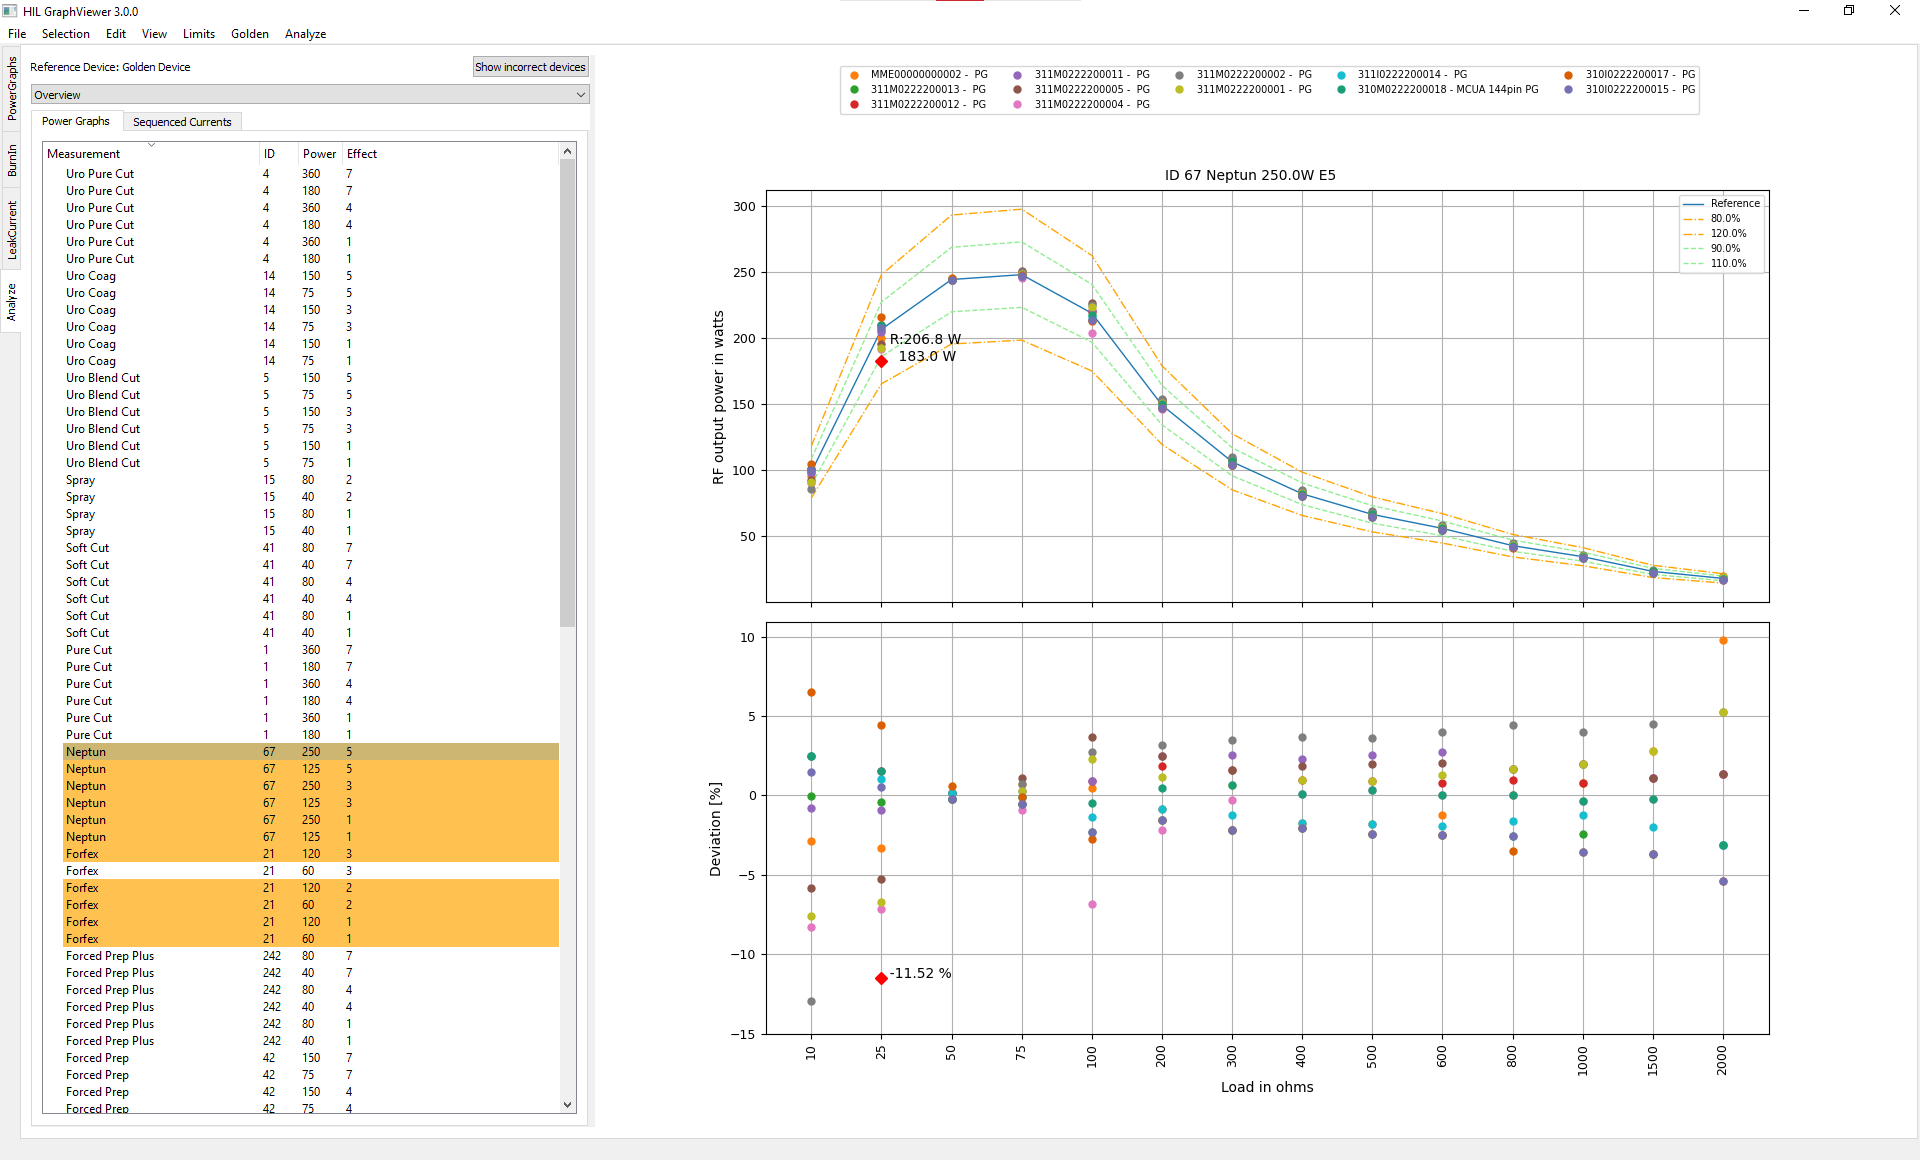 HIL GraphViewer 3.0.0
File Selection Edit View Limits Golden Analyze
PowerGraphs
BurnIn
LeakCurrent
Analyze
Reference Device: Golden Device
Show incorrect devices
Overview
Power Graphs Sequenced Currents
Measurement ID Power Effect
Uro Pure Cut 4 360 7
Uro Pure Cut 4 180 7
Uro Pure Cut 4 360 4
Uro Pure Cut 4 180 4
Uro Pure Cut 4 360 1
Uro Pure Cut 4 180 1
Uro Coag 14 150 5
Uro Coag 14 75 5
Uro Coag 14 150 3
Uro Coag 14 75 3
Uro Coag 14 150 1
Uro Coag 14 75 1
Uro Blend Cut 5 150 5
Uro Blend Cut 5 75 5
Uro Blend Cut 5 150 3
Uro Blend Cut 5 75 3
Uro Blend Cut 5 150 1
Uro Blend Cut 5 75 1
Spray 15 80 2
Spray 15 40 2
Spray 15 80 1
Spray 15 40 1
Soft Cut 41 80 7
Soft Cut 41 40 7
Soft Cut 41 80 4
Soft Cut 41 40 4
Soft Cut 41 80 1
Soft Cut 41 40 1
Pure Cut 1 360 7
Pure Cut 1 180 7
Pure Cut 1 360 4
Pure Cut 1 180 4
Pure Cut 1 360 1
Pure Cut 1 180 1
Neptun 67 250 5
Neptun 67 125 5
Neptun 67 250 3
Neptun 67 125 3
Neptun 67 250 1
Neptun 67 125 1
Forfex 21 120 3
Forfex 21 60 3
Forfex 21 120 2
Forfex 21 60 2
Forfex 21 120 1
Forfex 21 60 1
Forced Prep Plus 242 80 7
Forced Prep Plus 242 40 7
Forced Prep Plus 242 80 4
Forced Prep Plus 242 40 4
Forced Prep Plus 242 80 1
Forced Prep Plus 242 40 1
Forced Prep 42 150 7
Forced Prep 42 75 7
Forced Prep 42 150 4
Forced Prep 42 75 4
MME00000000002 - PG
311M0222200013 - PG
311M0222200012 - PG
311M0222200011 - PG
311M0222200005 - PG
311M0222200004 - PG
311M0222200002 - PG
311M0222200001 - PG
311I0222200014 - PG
310M0222200018 - MCUA 144pin PG
310I0222200017 - PG
310I0222200015 - PG
ID 67 Neptun 250.0W E5
RF output power in watts
300
250
200
150
100
50
Reference
80.0%
120.0%
90.0%
110.0%
R:206.8 W
183.0 W
Deviation [%]
10
5
0
−5
−10
−15
-11.52 %
10 25 50 75 100 200 300 400 500 600 800 1000 1500 2000
Load in ohms